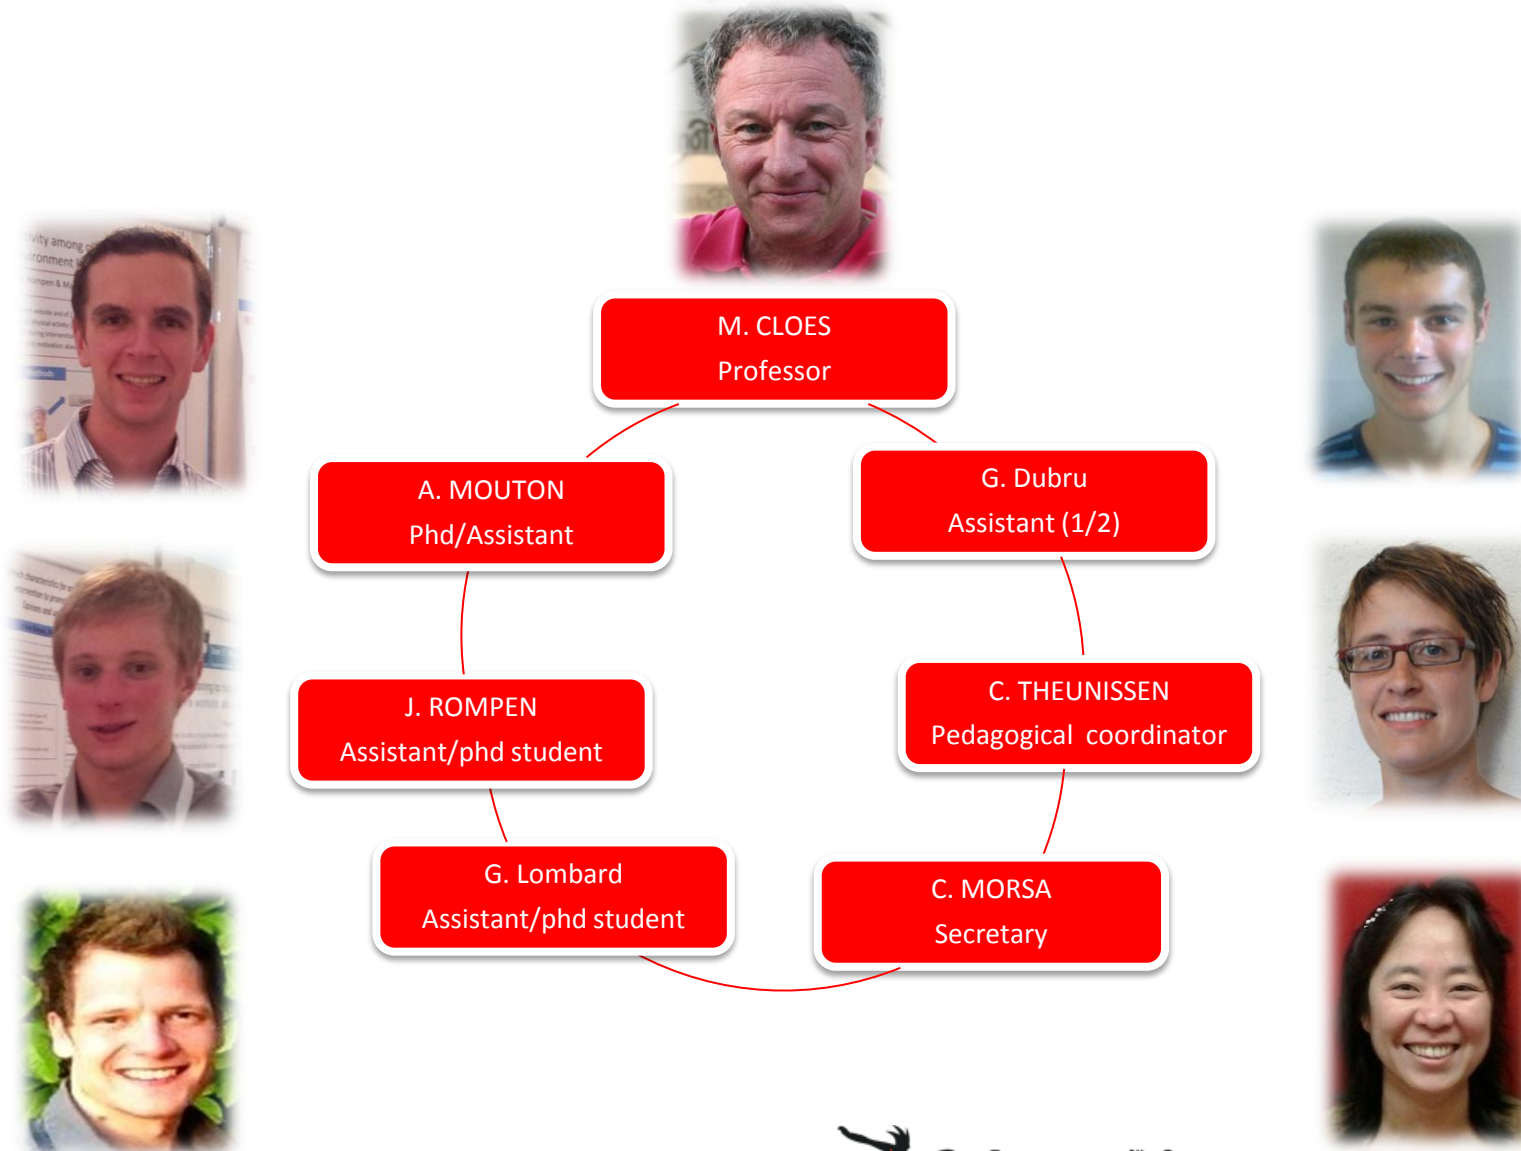 M. CLOES
Professor
A. MOUTON
Phd/Assistant
G. Dubru
Assistant (1/2)
J. ROMPEN
Assistant/phd student
C. THEUNISSEN
Pedagogical coordinator
G. Lombard
Assistant/phd student
C. MORSA
Secretary